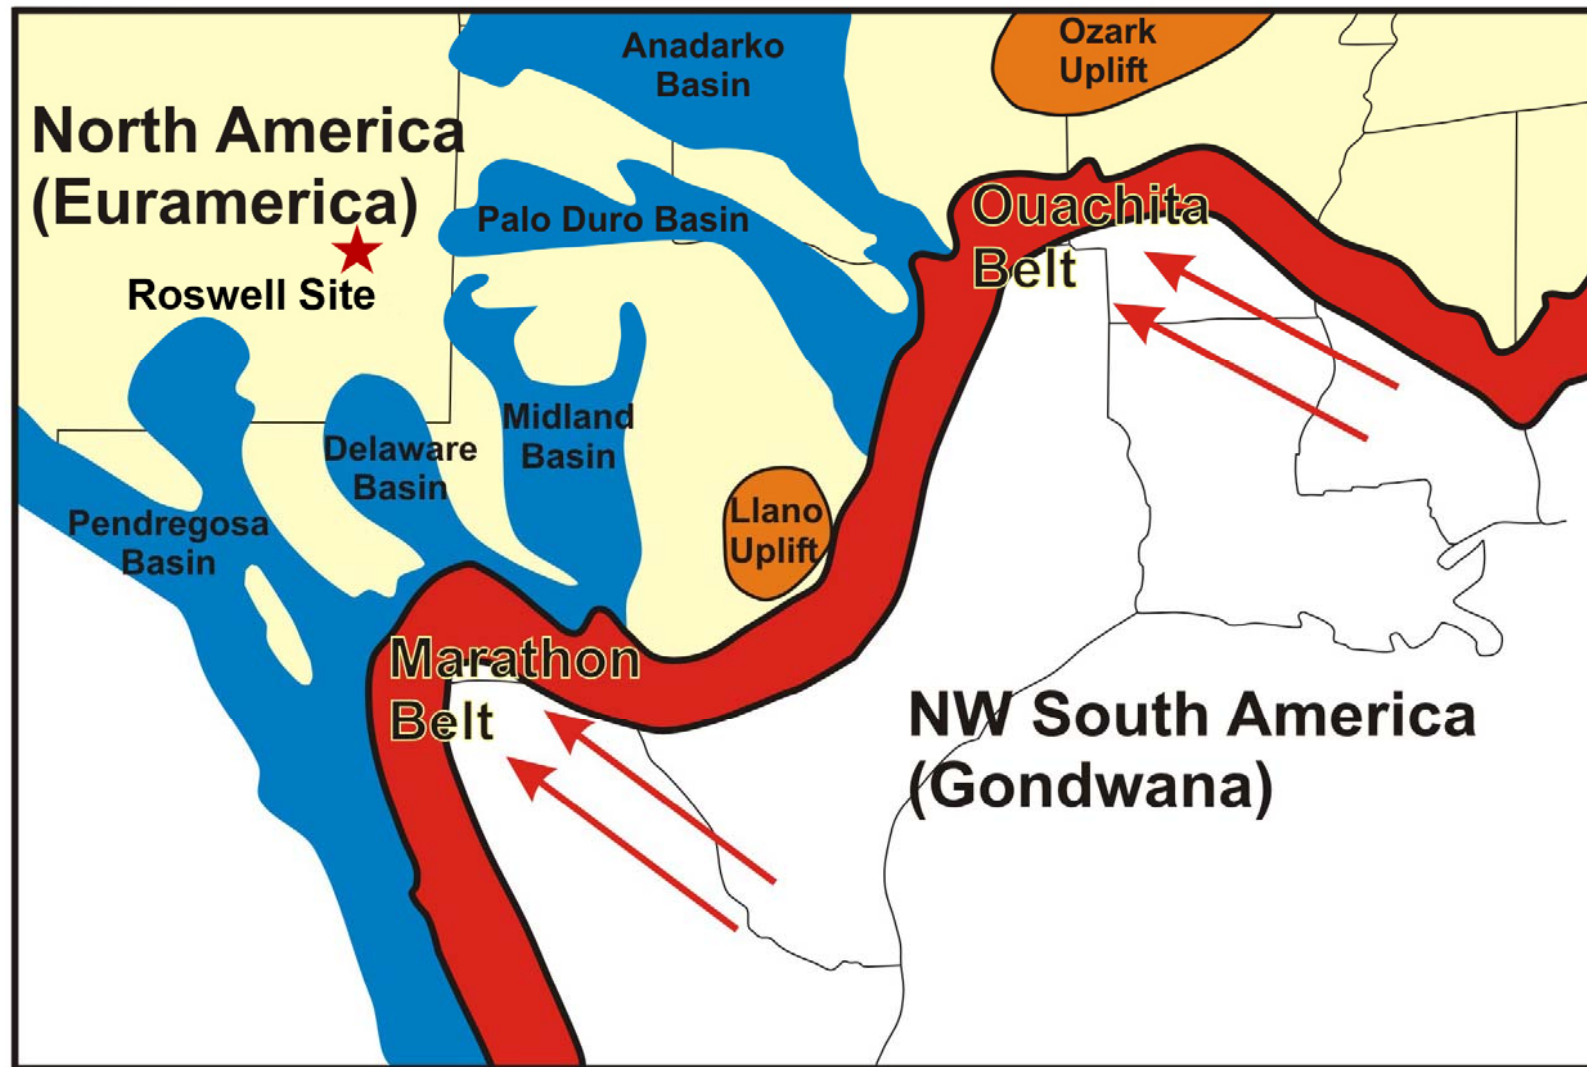 Anadarko
Basin
Ozark
Uplift
North America
(Euramerica)
Palo Duro Basin
Ouachita
Belt
Roswell Site
Midland
Basin
Delaware
Basin
Llano
Uplift
Pendregosa
Basin
Marathon
Belt
NW South America
(Gondwana)